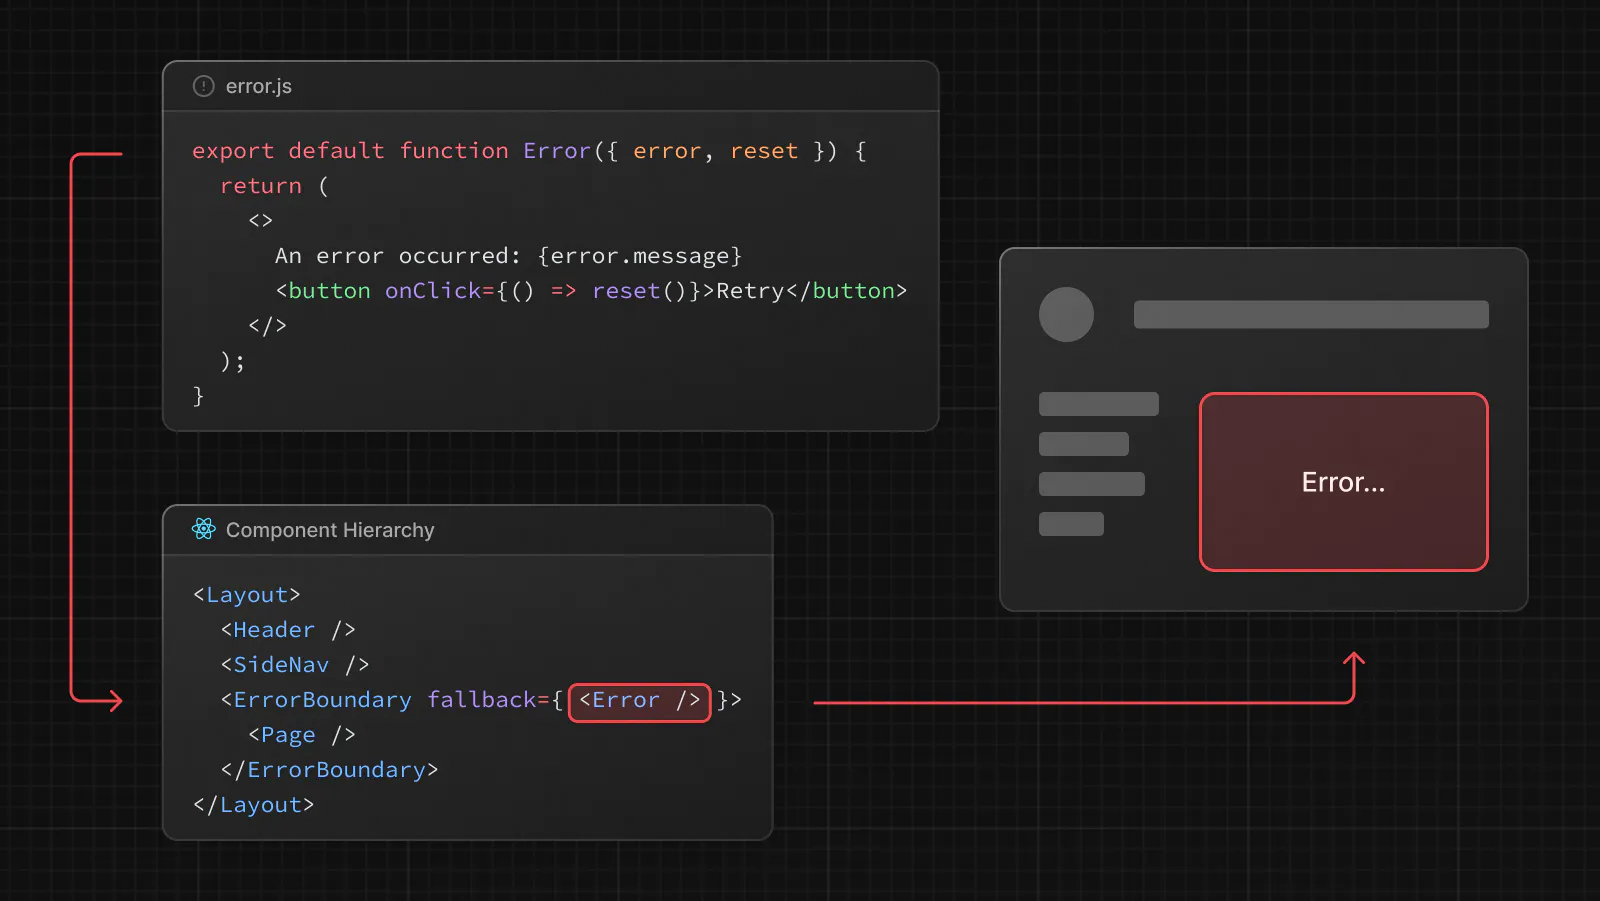 error.js
export default function Error({ error, reset }) {
  return (
    <>
      An error occurred: {error.message}
      <button onClick={() => reset()}>Retry</button>
    </>
  );
}
Component Hierarchy
<Layout>
  <Header />
  <SideNav />
  <ErrorBoundary fallback={ <Error /> }>
    <Page />
  </ErrorBoundary>
</Layout>
Error...